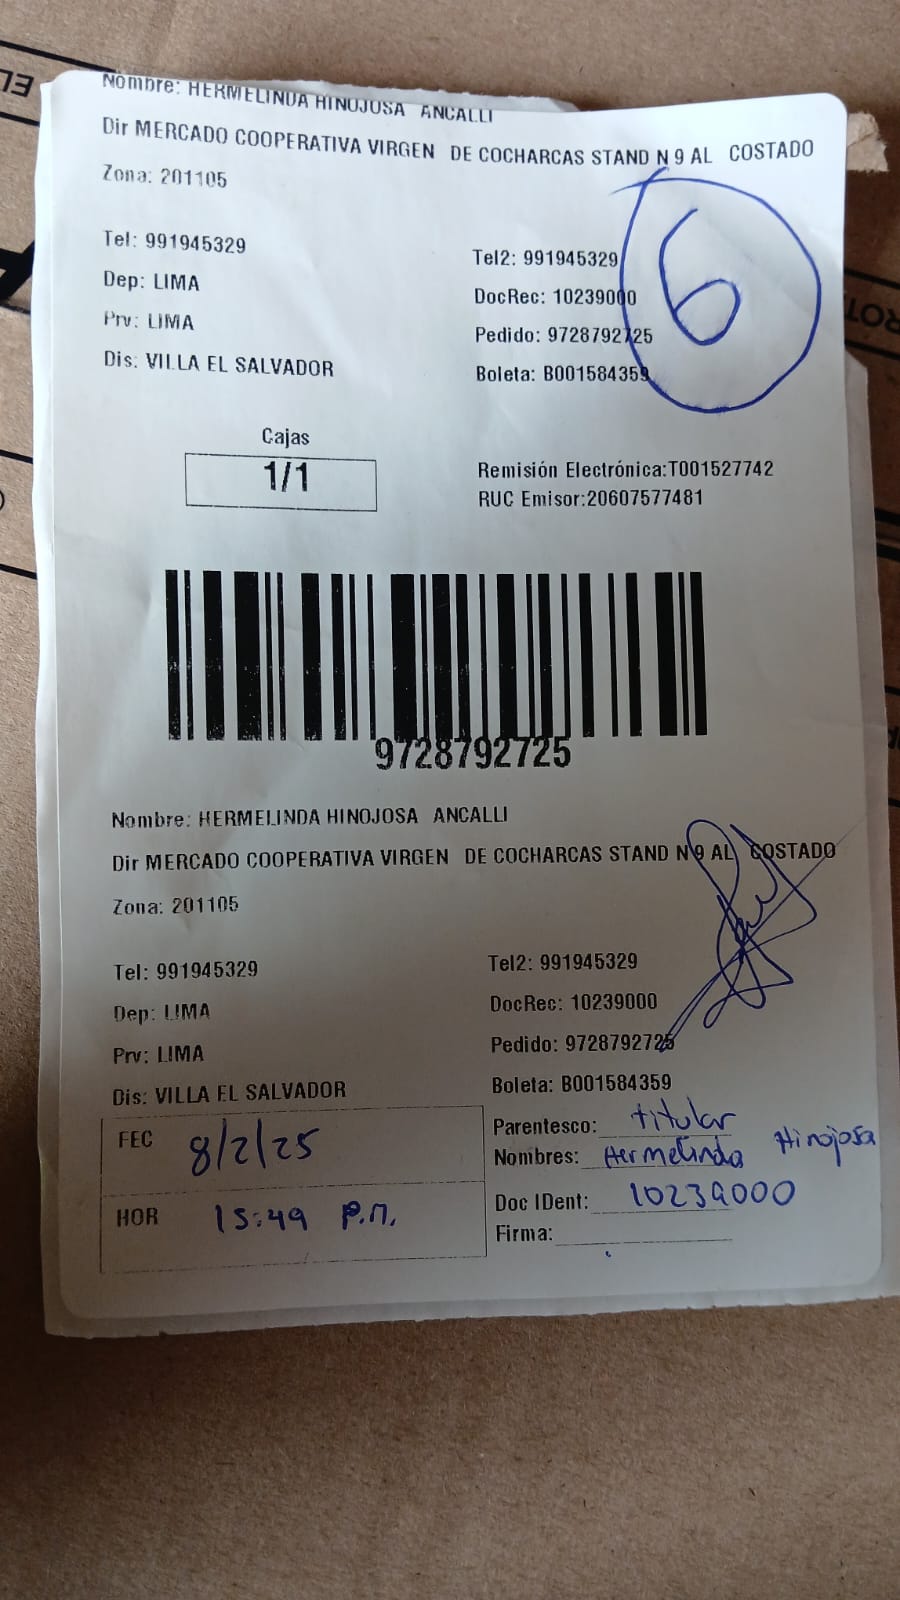 Nombre: HERMELINDA HINOJOSA ANCALLI
Dir MERCADO COOPERATIVA VIRGEN DE COCHARCAS STAND N 9 AL COSTADO
Zona: 201105
6
Tel: 991945329
Tel2: 991945329
Dep: LIMA
DocRec: 10239000
Prv: LIMA
Pedido: 9728792725
Dis: VILLA EL SALVADOR
Boleta: B001584359
Cajas
1/1
Remisión Electrónica:T001527742
RUC Emisor:20607577481
9728792725
Nombre: HERMELINDA HINOJOSA ANCALLI
Dir MERCADO COOPERATIVA VIRGEN DE COCHARCAS STAND N 9 AL COSTADO
Zona: 201105
Tel: 991945329
Tel2: 991945329
Dep: LIMA
DocRec: 10239000
Prv: LIMA
Pedido: 9728792725
Dis: VILLA EL SALVADOR
Boleta: B001584359
FEC 8/2/25
Parentesco: titular
Nombres: Hermelinda Hinojosa
HOR 15:49 P.M.
Doc IDent: 10239000
Firma: